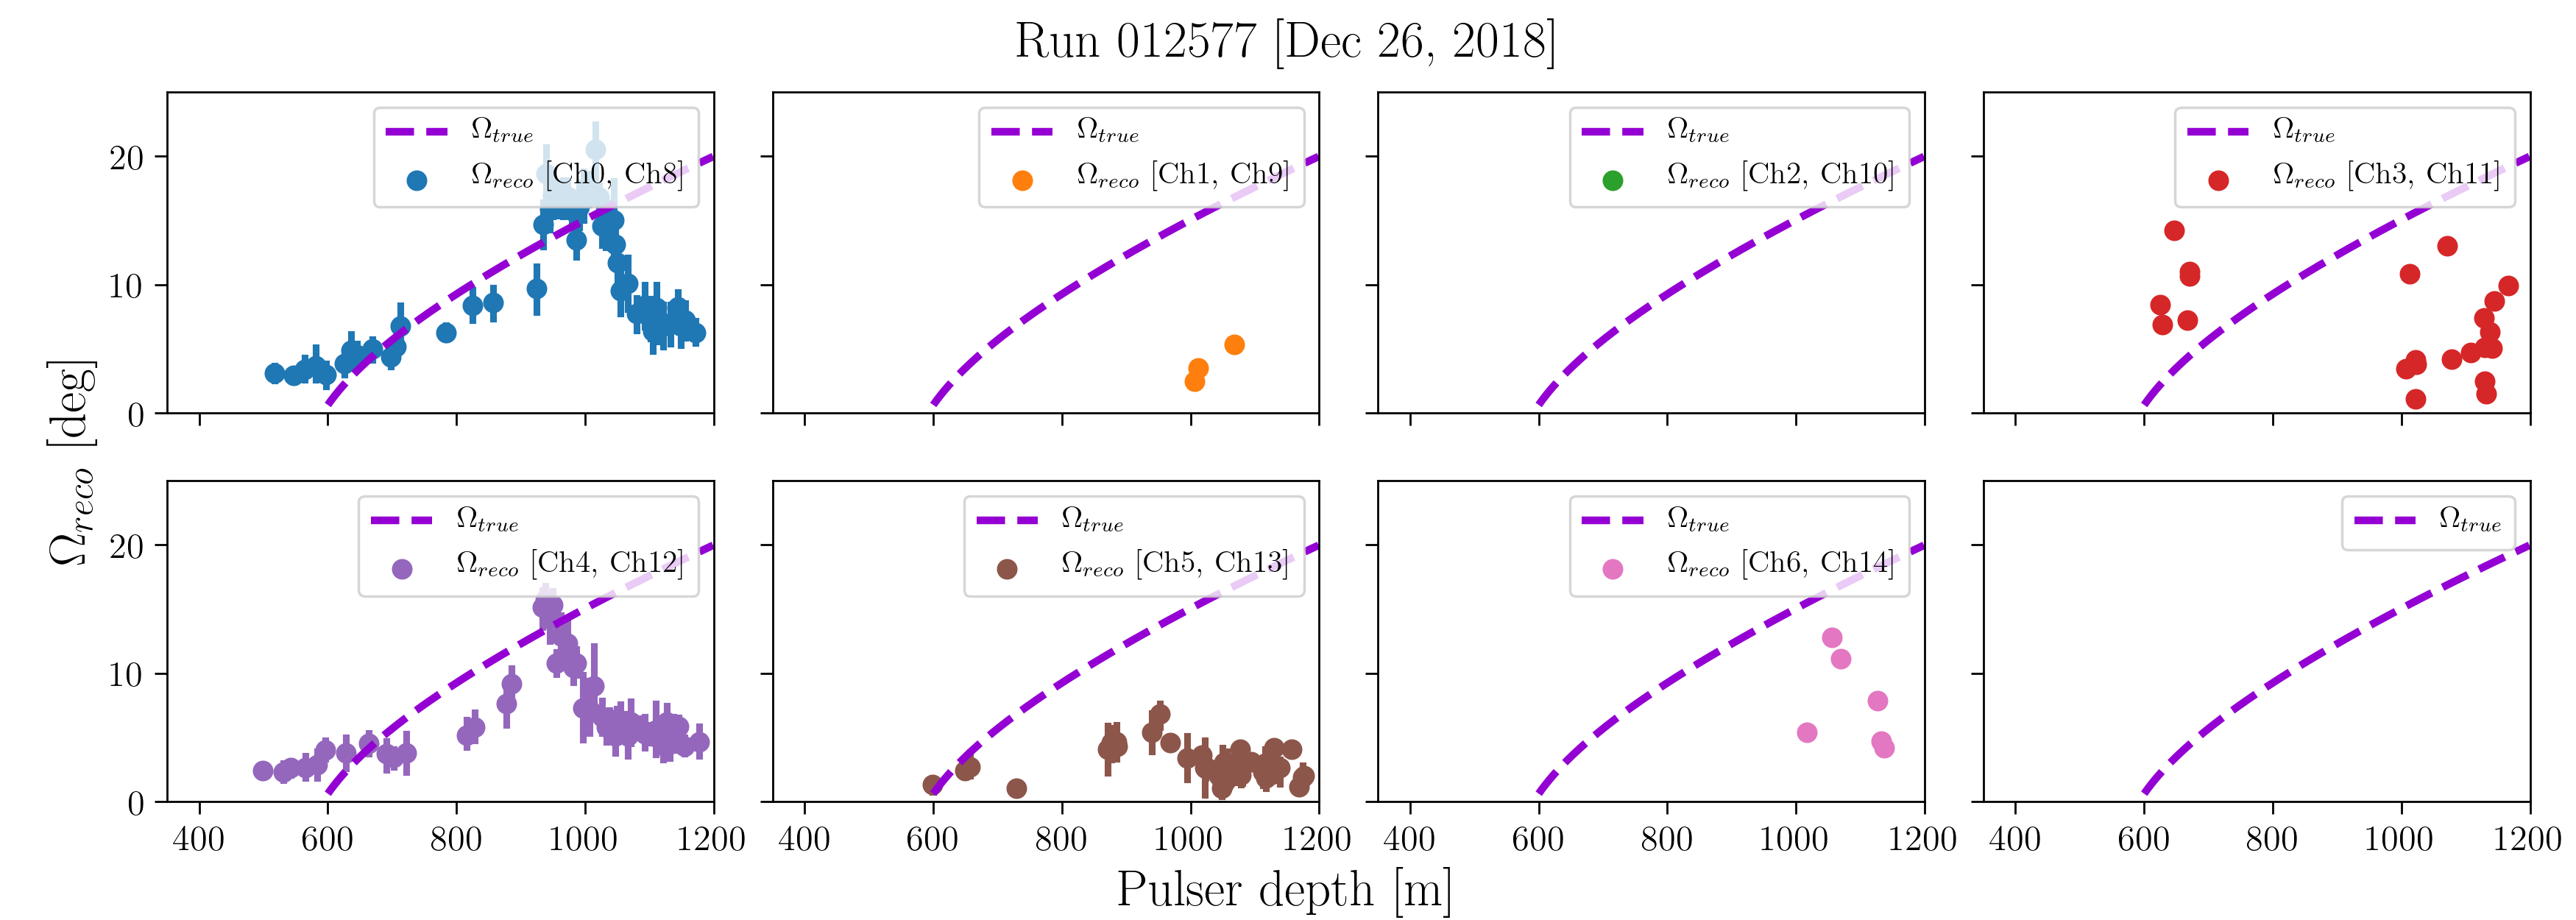 Run 012577 [Dec 26, 2018]
Ω_reco [deg]
20
10
0
Ω_true
Ω_reco [Ch0, Ch8]
Ω_true
Ω_reco [Ch1, Ch9]
Ω_true
Ω_reco [Ch2, Ch10]
Ω_true
Ω_reco [Ch3, Ch11]
20
10
0
Ω_true
Ω_reco [Ch4, Ch12]
Ω_true
Ω_reco [Ch5, Ch13]
Ω_true
Ω_reco [Ch6, Ch14]
Ω_true
400 600 800 1000 1200
400 600 800 1000 1200
400 600 800 1000 1200
400 600 800 1000 1200
Pulser depth [m]